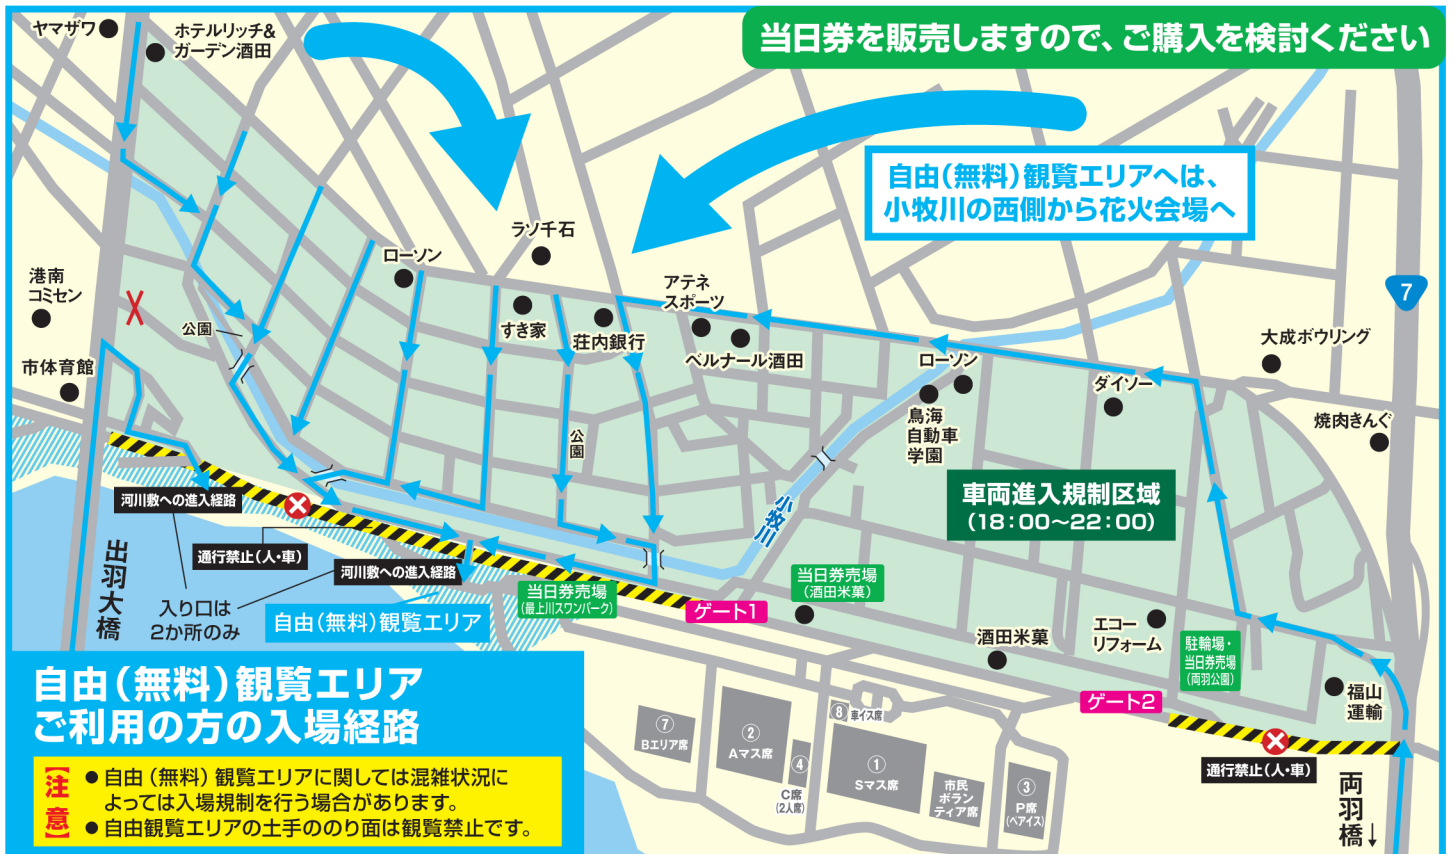 当日券を販売しますので、ご購入を検討ください
ヤマザワ
ホテルリッチ&
ガーデン酒田
自由（無料）観覧エリアへは、
小牧川の西側から花火会場へ
ラソ千石
ローソン
港南
コミセン
アテネ
スポーツ
7
公園
すき家
荘内銀行
ベルナール酒田
ローソン
大成ボウリング
市体育館
ダイソー
鳥海
自動車
学園
焼肉きんぐ
公園
車両進入規制区域
（18：00〜22：00）
河川敷への進入経路
小牧川
通行禁止（人・車）
河川敷への進入経路
出羽大橋
入り口は
2か所のみ
自由（無料）観覧エリア
当日券売場
（最上川スワンパーク）
ゲート1
当日券売場
（酒田米菓）
酒田米菓
エコー
リフォーム
駐輪場・
当日券売場
（両羽公園）
ゲート2
福山
運輸
通行禁止（人・車）
両羽橋↓
⑦
Bエリア席
②
Aマス席
⑧
車イス席
④
C席
（2人席）
①
Sマス席
市民
ボラン
ティア席
③
P席
（ペアイス）
自由（無料）観覧エリア
ご利用の方の入場経路
【注意】
●自由（無料）観覧エリアに関しては混雑状況に
よっては入場規制を行う場合があります。
●自由観覧エリアの土手ののり面は観覧禁止です。